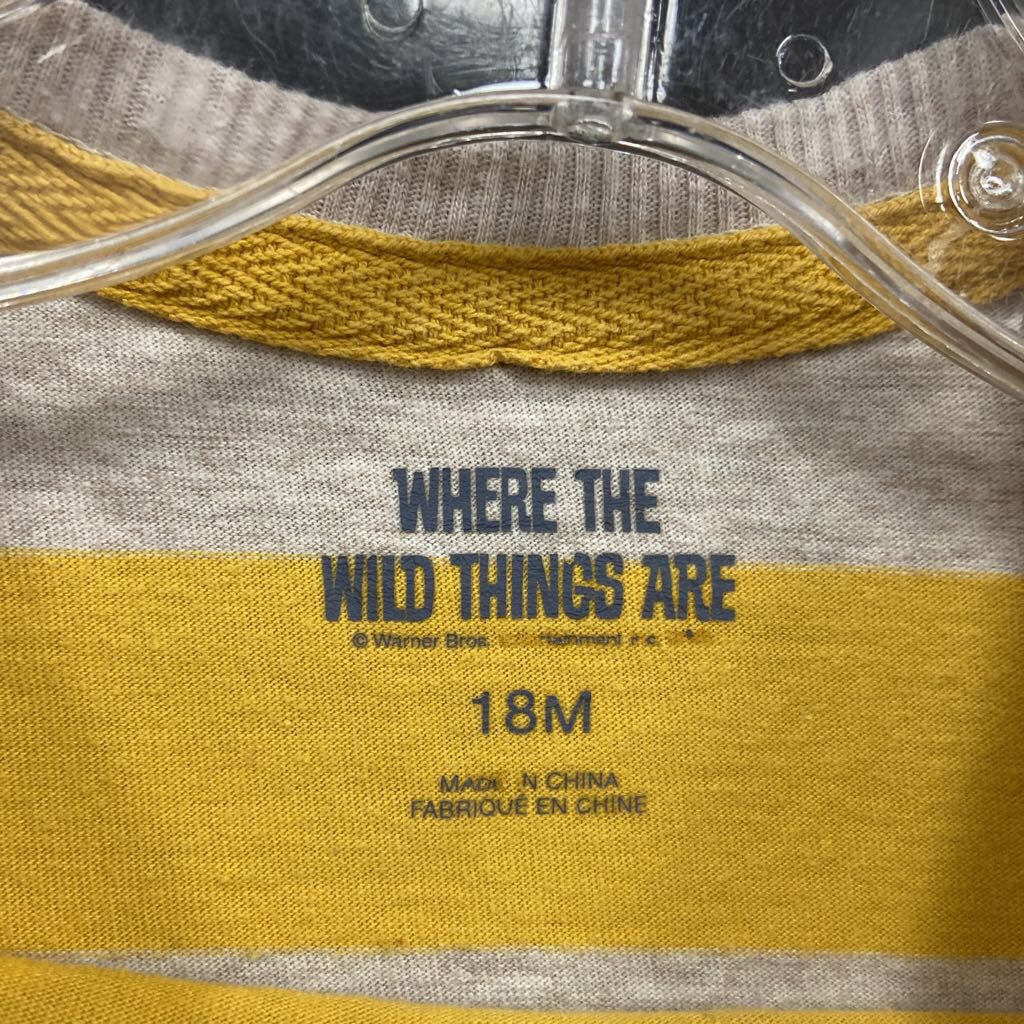 WHERE THE
WILD THINGS ARE
© Warner Bros.
18M
CHINA
FABRIQUÉ EN CHINE